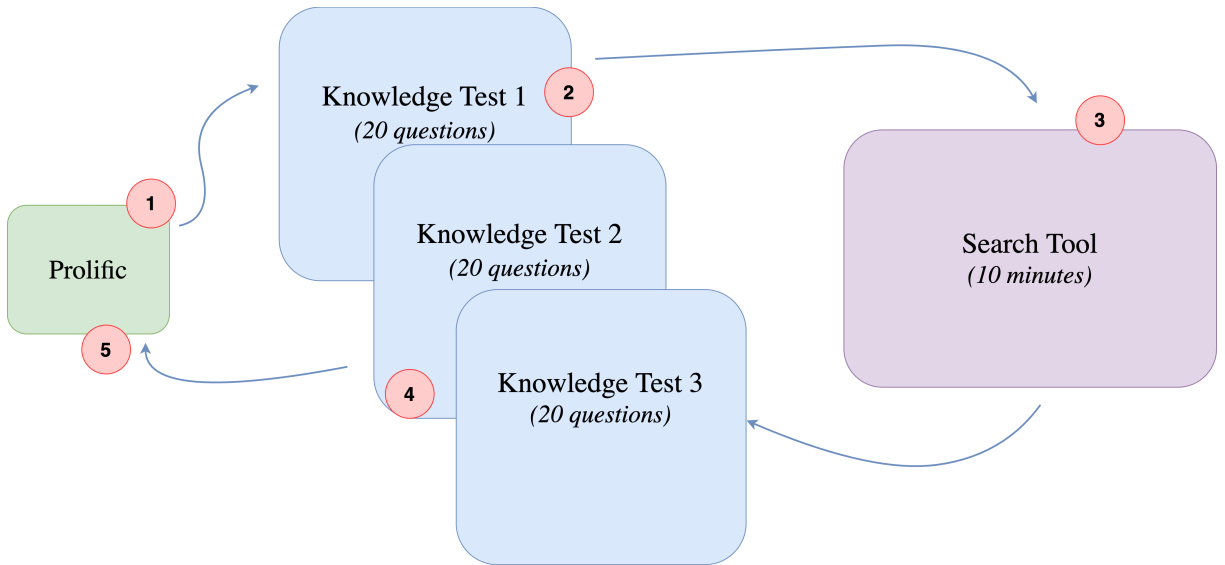 Knowledge Test 1
(20 questions)
2
3
1
Prolific
5
Knowledge Test 2
(20 questions)
4
Knowledge Test 3
(20 questions)
Search Tool
(10 minutes)